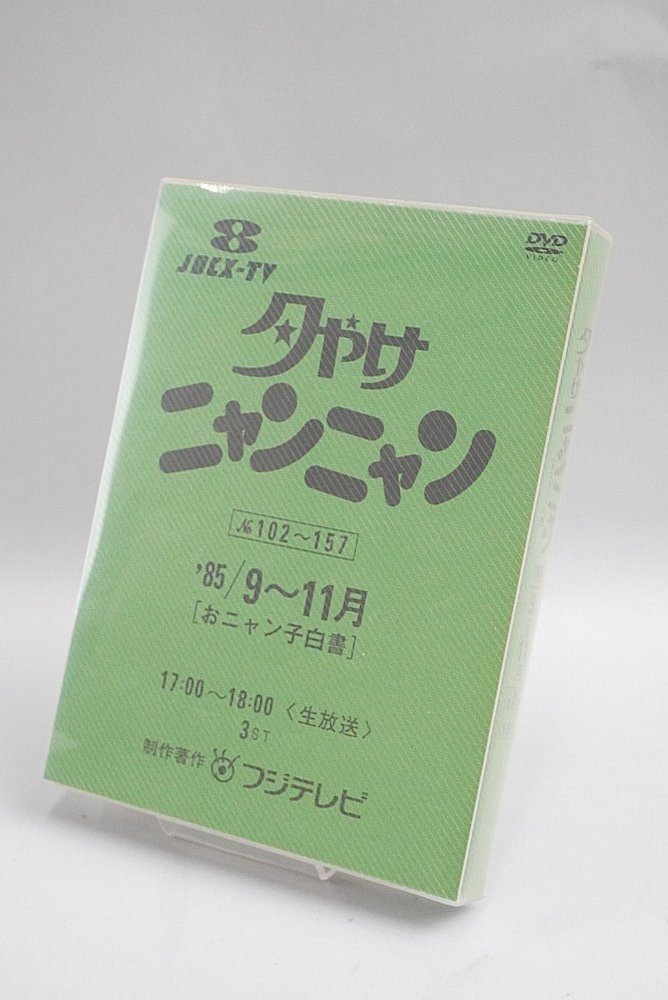 8
JOCX-TV
DVD
VIDEO
夕やけ
ニャンニャン
№102～157
'85/9～11月
[おニャン子白書]
17:00～18:00〈生放送〉
3ST
制作著作 フジテレビ